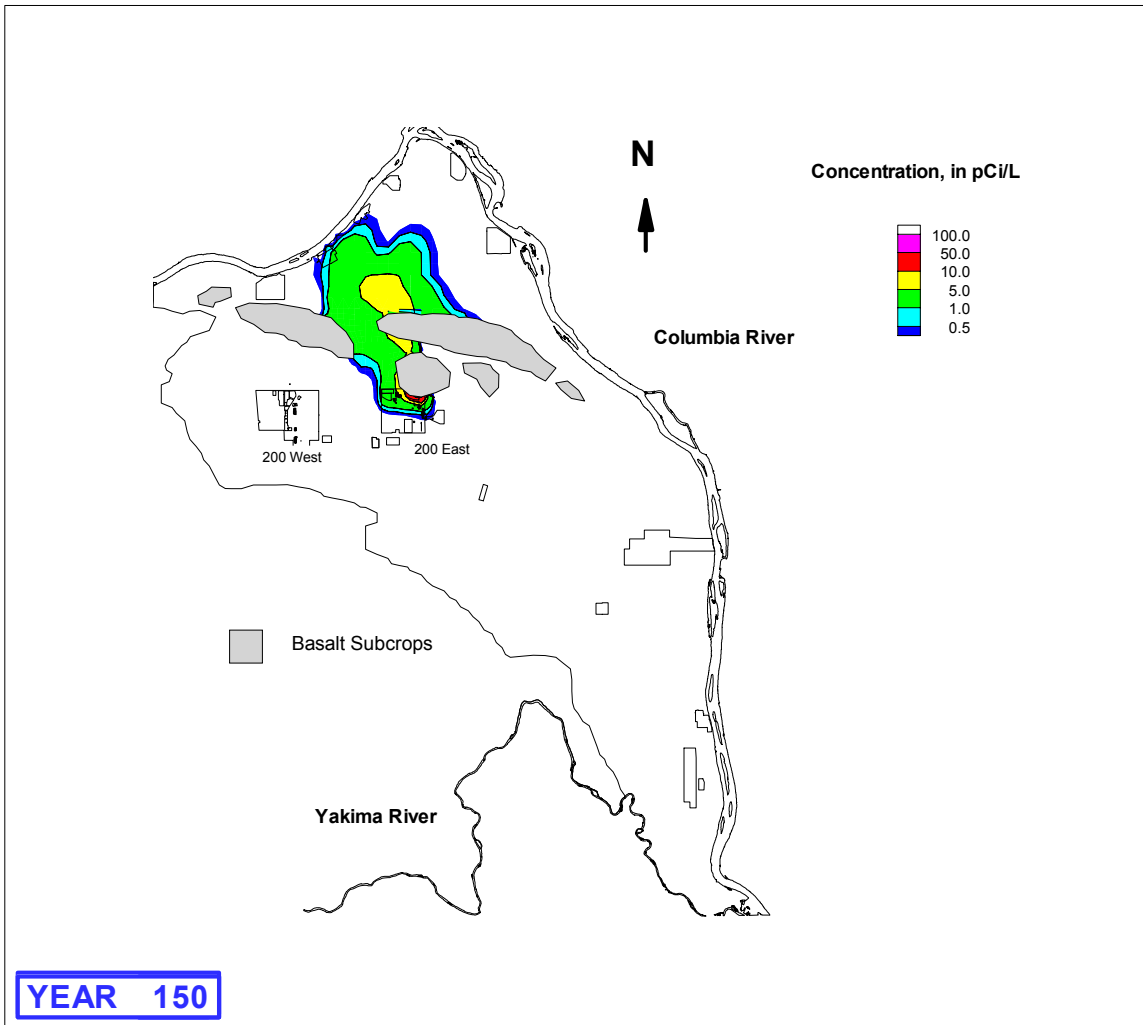 N
Concentration, in pCi/L
100.0
50.0
10.0
5.0
1.0
0.5
Columbia River
200 West
200 East
Basalt Subcrops
Yakima River
YEAR 150